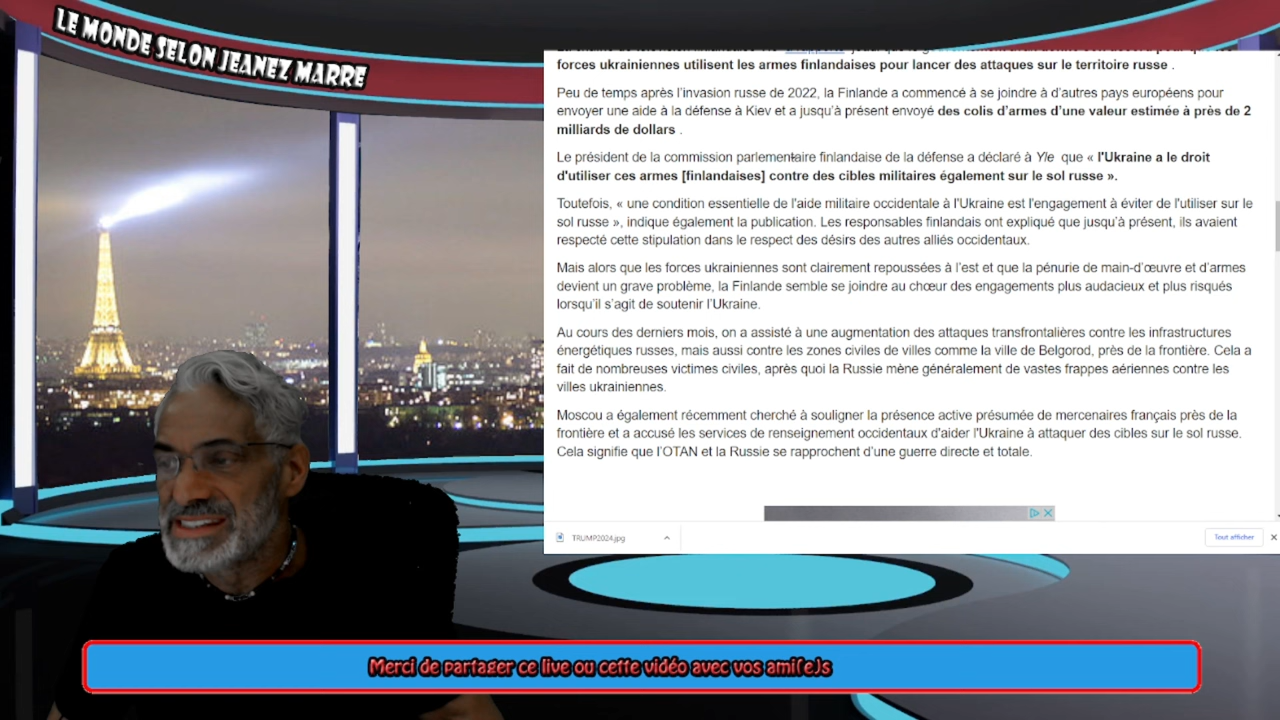 LE MONDE SELON JEANEZ MARRE
forces ukrainiennes utilisent les armes finlandaises pour lancer des attaques sur le territoire russe .
Peu de temps après l’invasion russe de 2022, la Finlande a commencé à se joindre à d’autres pays européens pour
envoyer une aide à la défense à Kiev et a jusqu’à présent envoyé des colis d’armes d’une valeur estimée à près de 2
milliards de dollars .
Le président de la commission parlementaire finlandaise de la défense a déclaré à Yle que « l'Ukraine a le droit
d'utiliser ces armes [finlandaises] contre des cibles militaires également sur le sol russe ».
Toutefois, « une condition essentielle de l'aide militaire occidentale à l'Ukraine est l'engagement à éviter de l'utiliser sur le
sol russe », indique également la publication. Les responsables finlandais ont expliqué que jusqu’à présent, ils avaient
respecté cette stipulation dans le respect des désirs des autres alliés occidentaux.
Mais alors que les forces ukrainiennes sont clairement repoussées à l’est et que la pénurie de main-d’œuvre et d’armes
devient un grave problème, la Finlande semble se joindre au chœur des engagements plus audacieux et plus risqués
lorsqu’il s’agit de soutenir l’Ukraine.
Au cours des derniers mois, on a assisté à une augmentation des attaques transfrontalières contre les infrastructures
énergétiques russes, mais aussi contre les zones civiles de villes comme la ville de Belgorod, près de la frontière. Cela a
fait de nombreuses victimes civiles, après quoi la Russie mène généralement de vastes frappes aériennes contre les
villes ukrainiennes.
Moscou a également récemment cherché à souligner la présence active présumée de mercenaires français près de la
frontière et a accusé les services de renseignement occidentaux d'aider l'Ukraine à attaquer des cibles sur le sol russe.
Cela signifie que l’OTAN et la Russie se rapprochent d’une guerre directe et totale.
TRUMP2024.jpg
Tout afficher
Merci de partager ce live ou cette vidéo avec vos ami(e)s